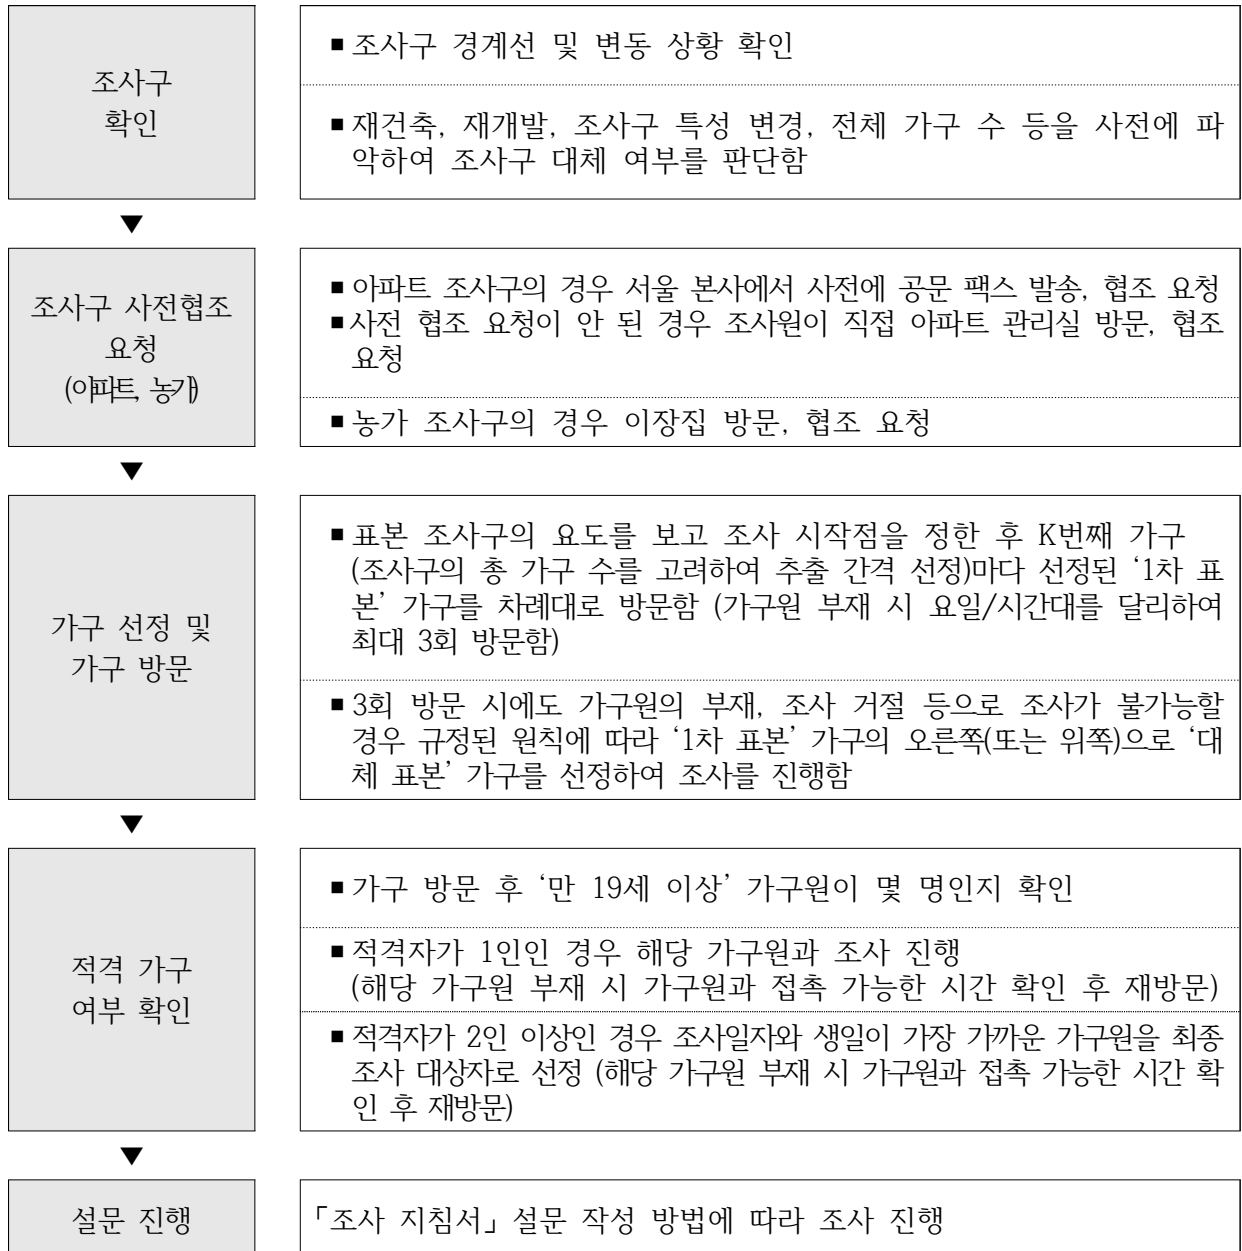 조사구
확인
■ 조사구 경계선 및 변동 상황 확인
■ 재건축, 재개발, 조사구 특성 변경, 전체 가구 수 등을 사전에 파
악하여 조사구 대체 여부를 판단함
▼
조사구 사전협조
요청
(아파트, 농가)
■ 아파트 조사구의 경우 서울 본사에서 사전에 공문 팩스 발송, 협조 요청
■ 사전 협조 요청이 안 된 경우 조사원이 직접 아파트 관리실 방문, 협조
요청
■ 농가 조사구의 경우 이장집 방문, 협조 요청
▼
가구 선정 및
가구 방문
■ 표본 조사구의 요도를 보고 조사 시작점을 정한 후 K번째 가구
(조사구의 총 가구 수를 고려하여 추출 간격 선정)마다 선정된 ‘1차 표
본’ 가구를 차례대로 방문함 (가구원 부재 시 요일/시간대를 달리하여
최대 3회 방문함)
■ 3회 방문 시에도 가구원의 부재, 조사 거절 등으로 조사가 불가능할
경우 규정된 원칙에 따라 ‘1차 표본’ 가구의 오른쪽(또는 위쪽)으로 ‘대
체 표본’ 가구를 선정하여 조사를 진행함
▼
적격 가구
여부 확인
■ 가구 방문 후 ‘만 19세 이상’ 가구원이 몇 명인지 확인
■ 적격자가 1인인 경우 해당 가구원과 조사 진행
(해당 가구원 부재 시 가구원과 접촉 가능한 시간 확인 후 재방문)
■ 적격자가 2인 이상인 경우 조사일자와 생일이 가장 가까운 가구원을 최종
조사 대상자로 선정 (해당 가구원 부재 시 가구원과 접촉 가능한 시간 확
인 후 재방문)
▼
설문 진행
「조사 지침서」 설문 작성 방법에 따라 조사 진행